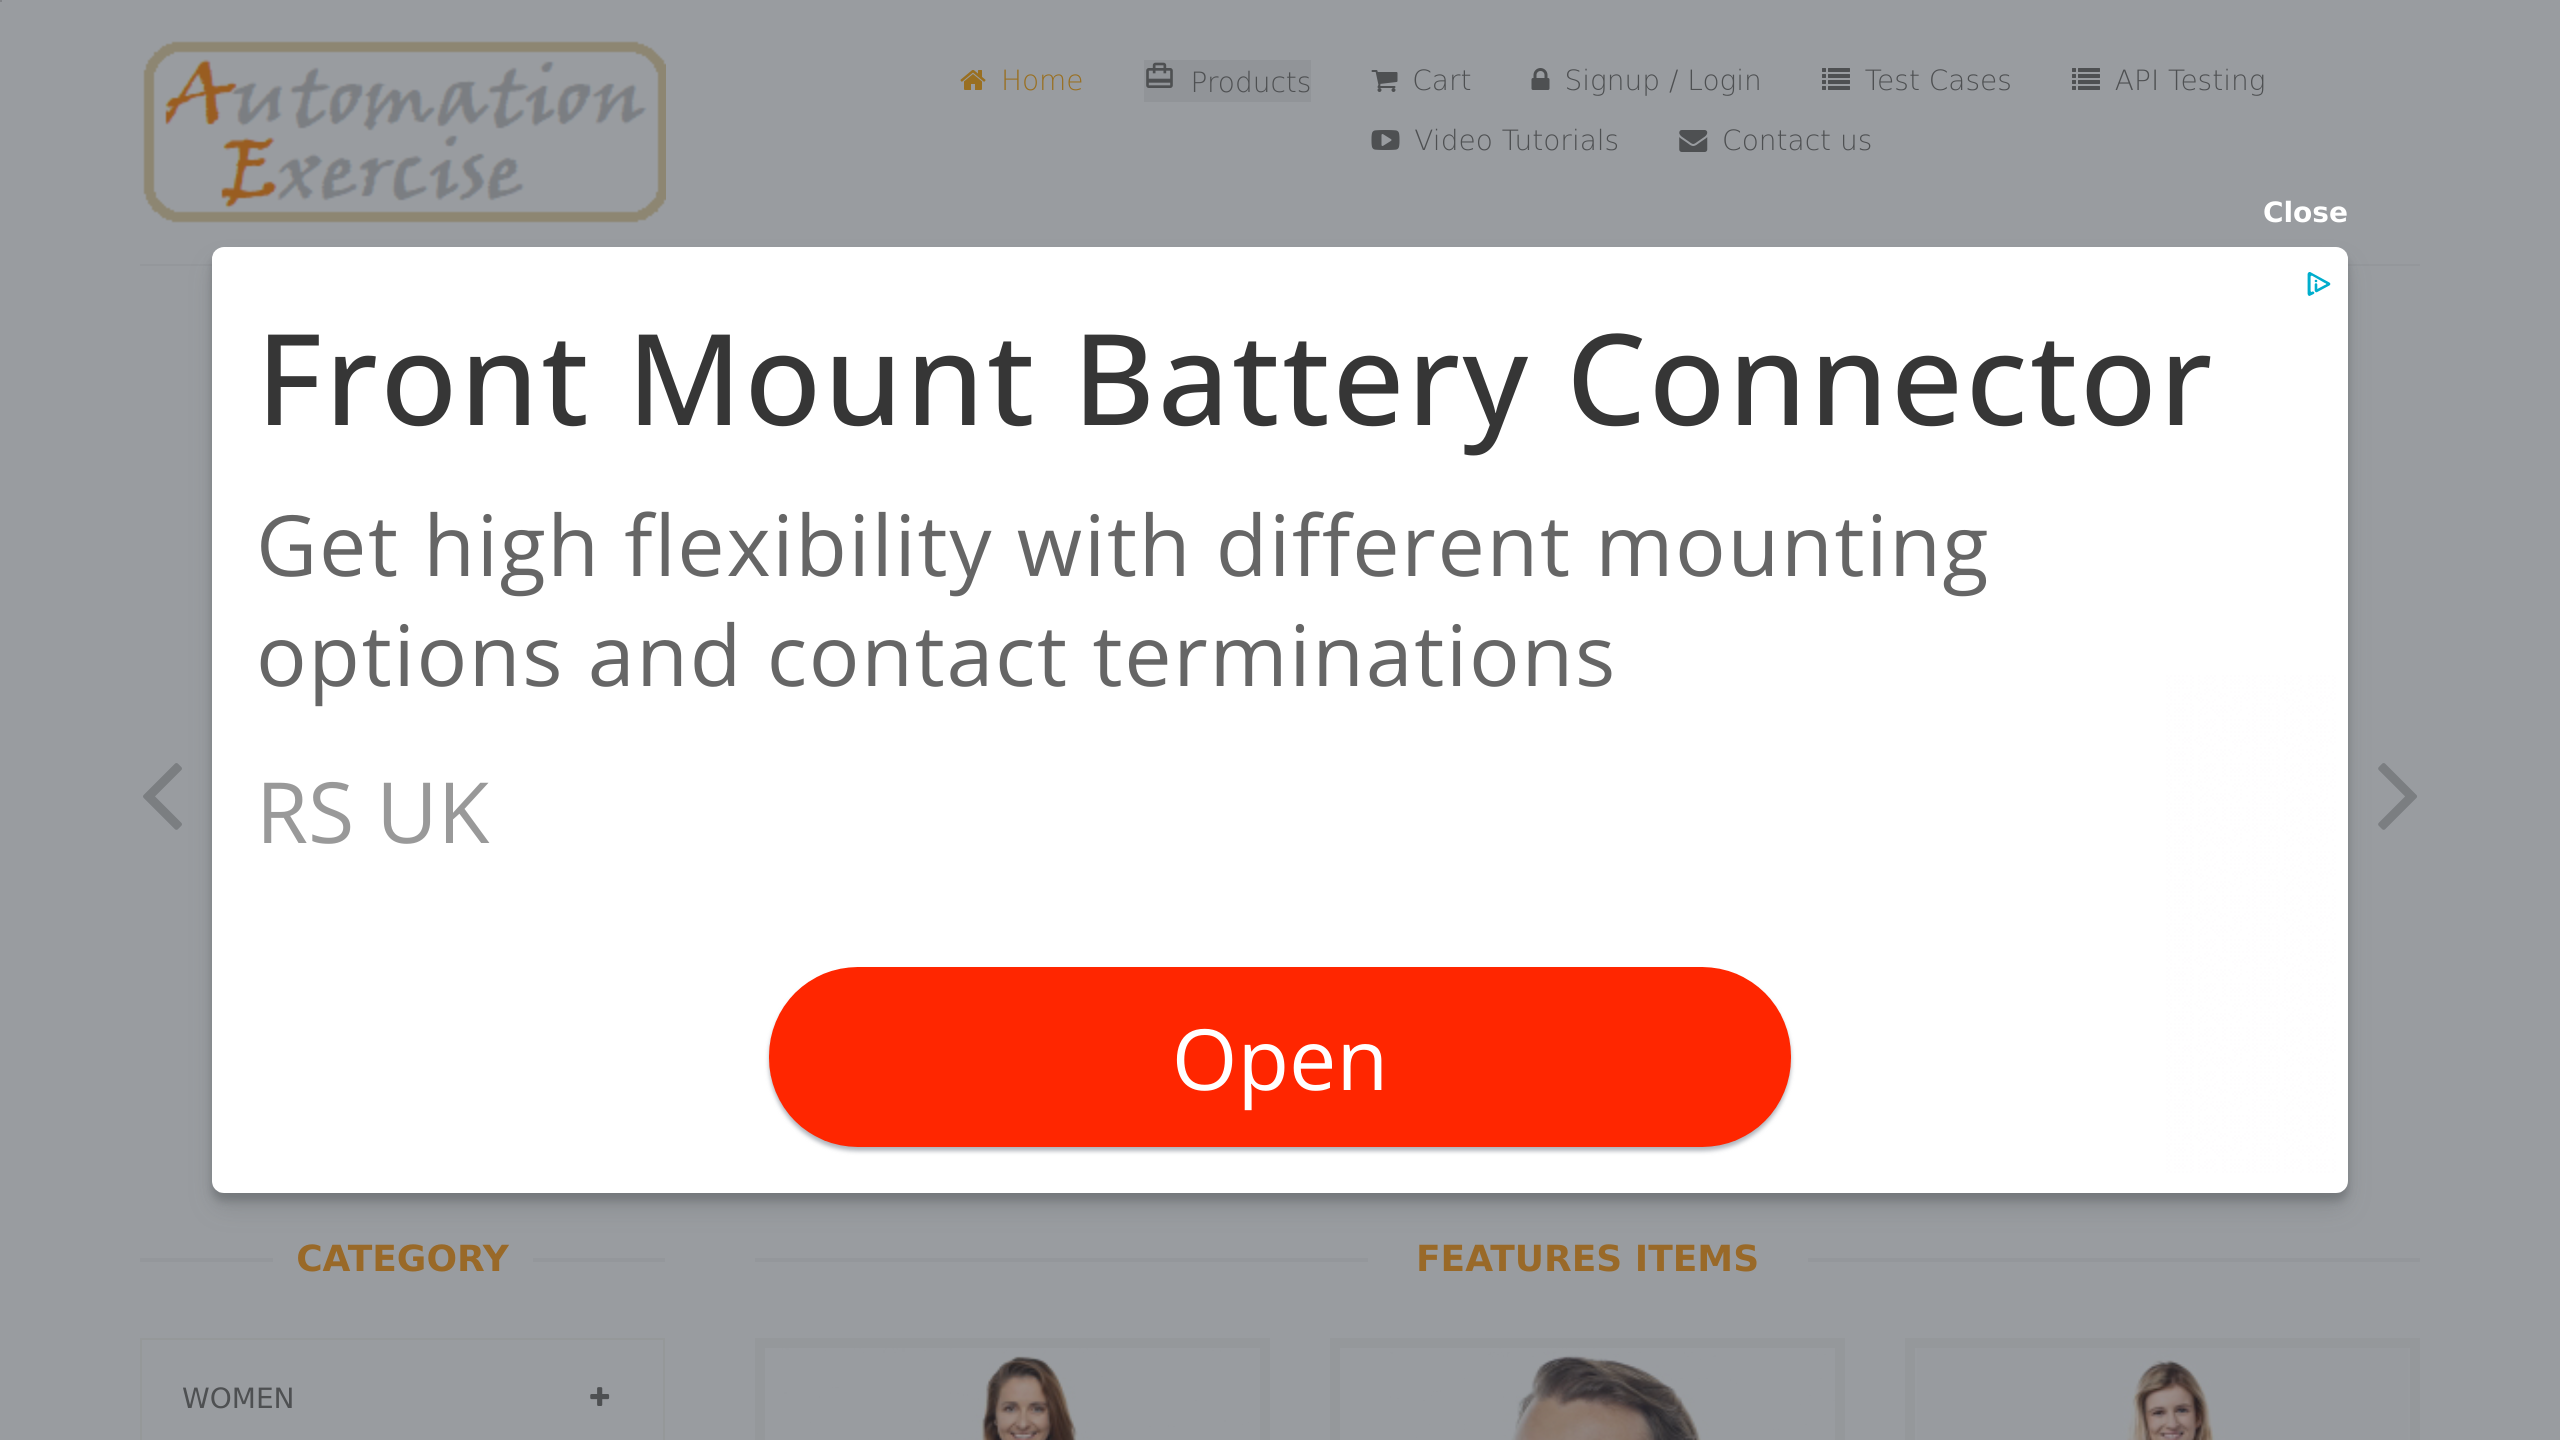 Automation
Exercise
Home
Products
Cart
Signup / Login
Test Cases
API Testing
Video Tutorials
Contact us
Close
Front Mount Battery Connector
Get high flexibility with different mounting
options and contact terminations
RS UK
Open
CATEGORY
FEATURES ITEMS
WOMEN